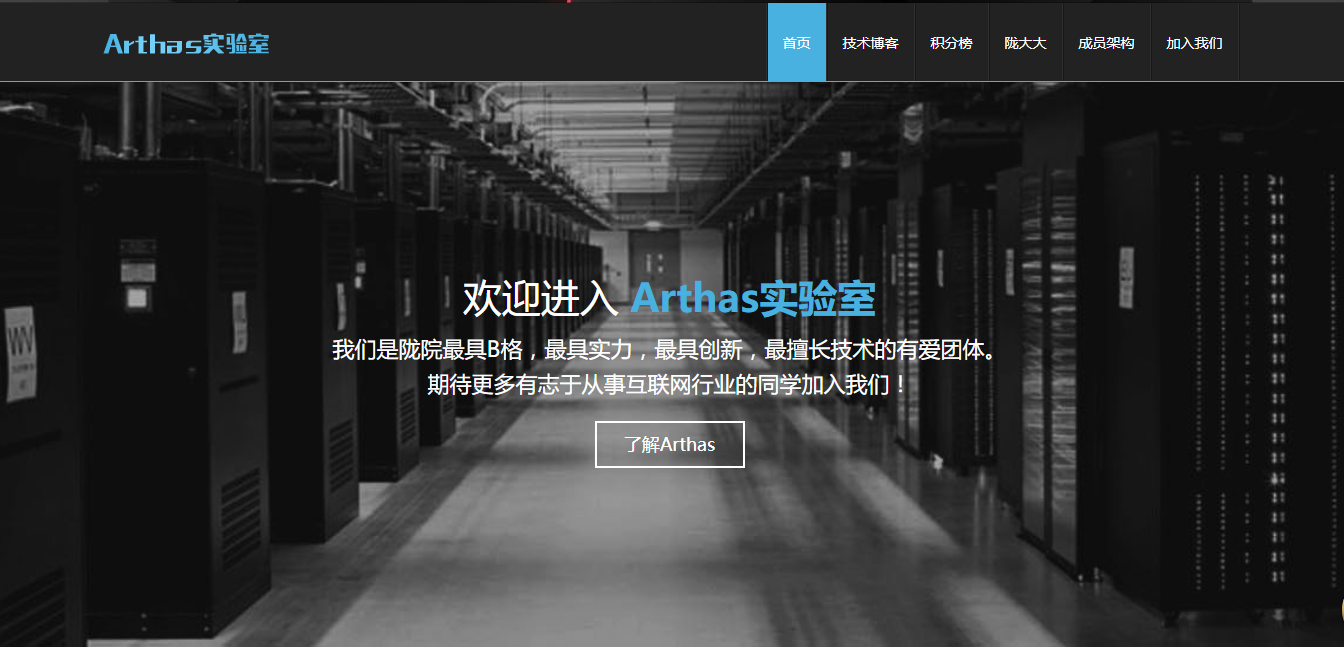 Arthas实验室
首页
技术博客
积分榜
陇大大
成员架构
加入我们
欢迎进入 Arthas实验室
我们是陇院最具B格，最具实力，最具创新，最擅长技术的有爱团体。
期待更多有志于从事互联网行业的同学加入我们！
了解Arthas
WV